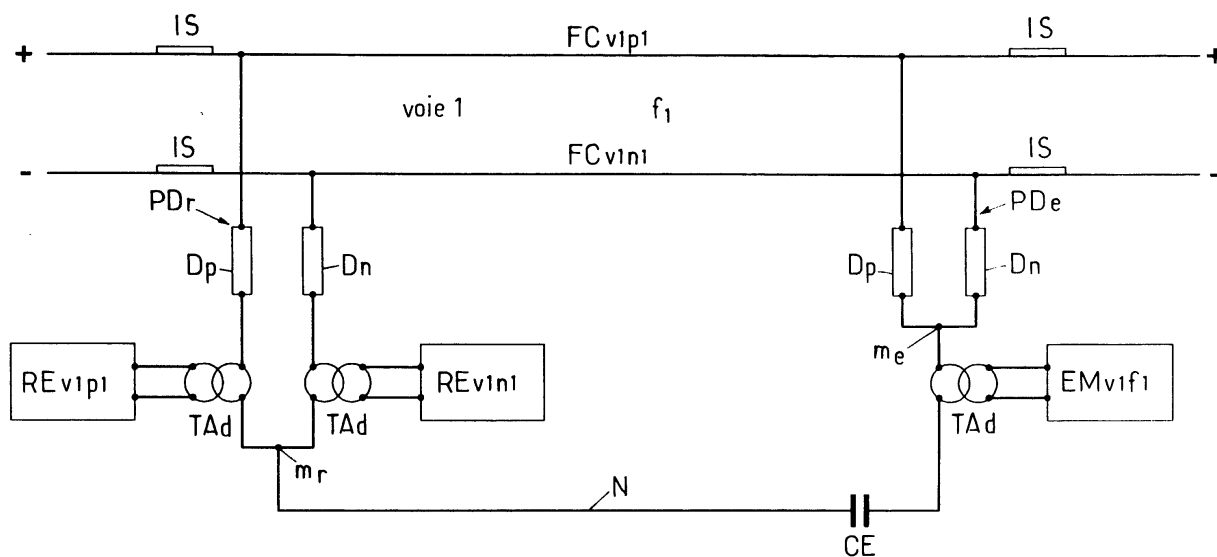 IS
FCv1p1
IS
+
+
voie 1
f1
IS
FCv1n1
IS
-
-
PDr
PDe
Dp
Dn
Dp
Dn
me
REv1p1
REv1n1
EMv1f1
TAd
TAd
TAd
mr
N
CE